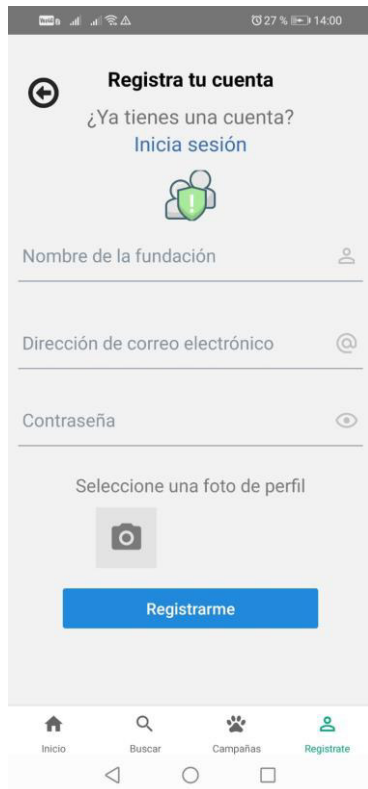 27 % 14:00
Registra tu cuenta
¿Ya tienes una cuenta?
Inicia sesión
Nombre de la fundación
Dirección de correo electrónico
@
Contraseña
Seleccione una foto de perfil
Registrarme
Inicio Buscar Campañas Registrate